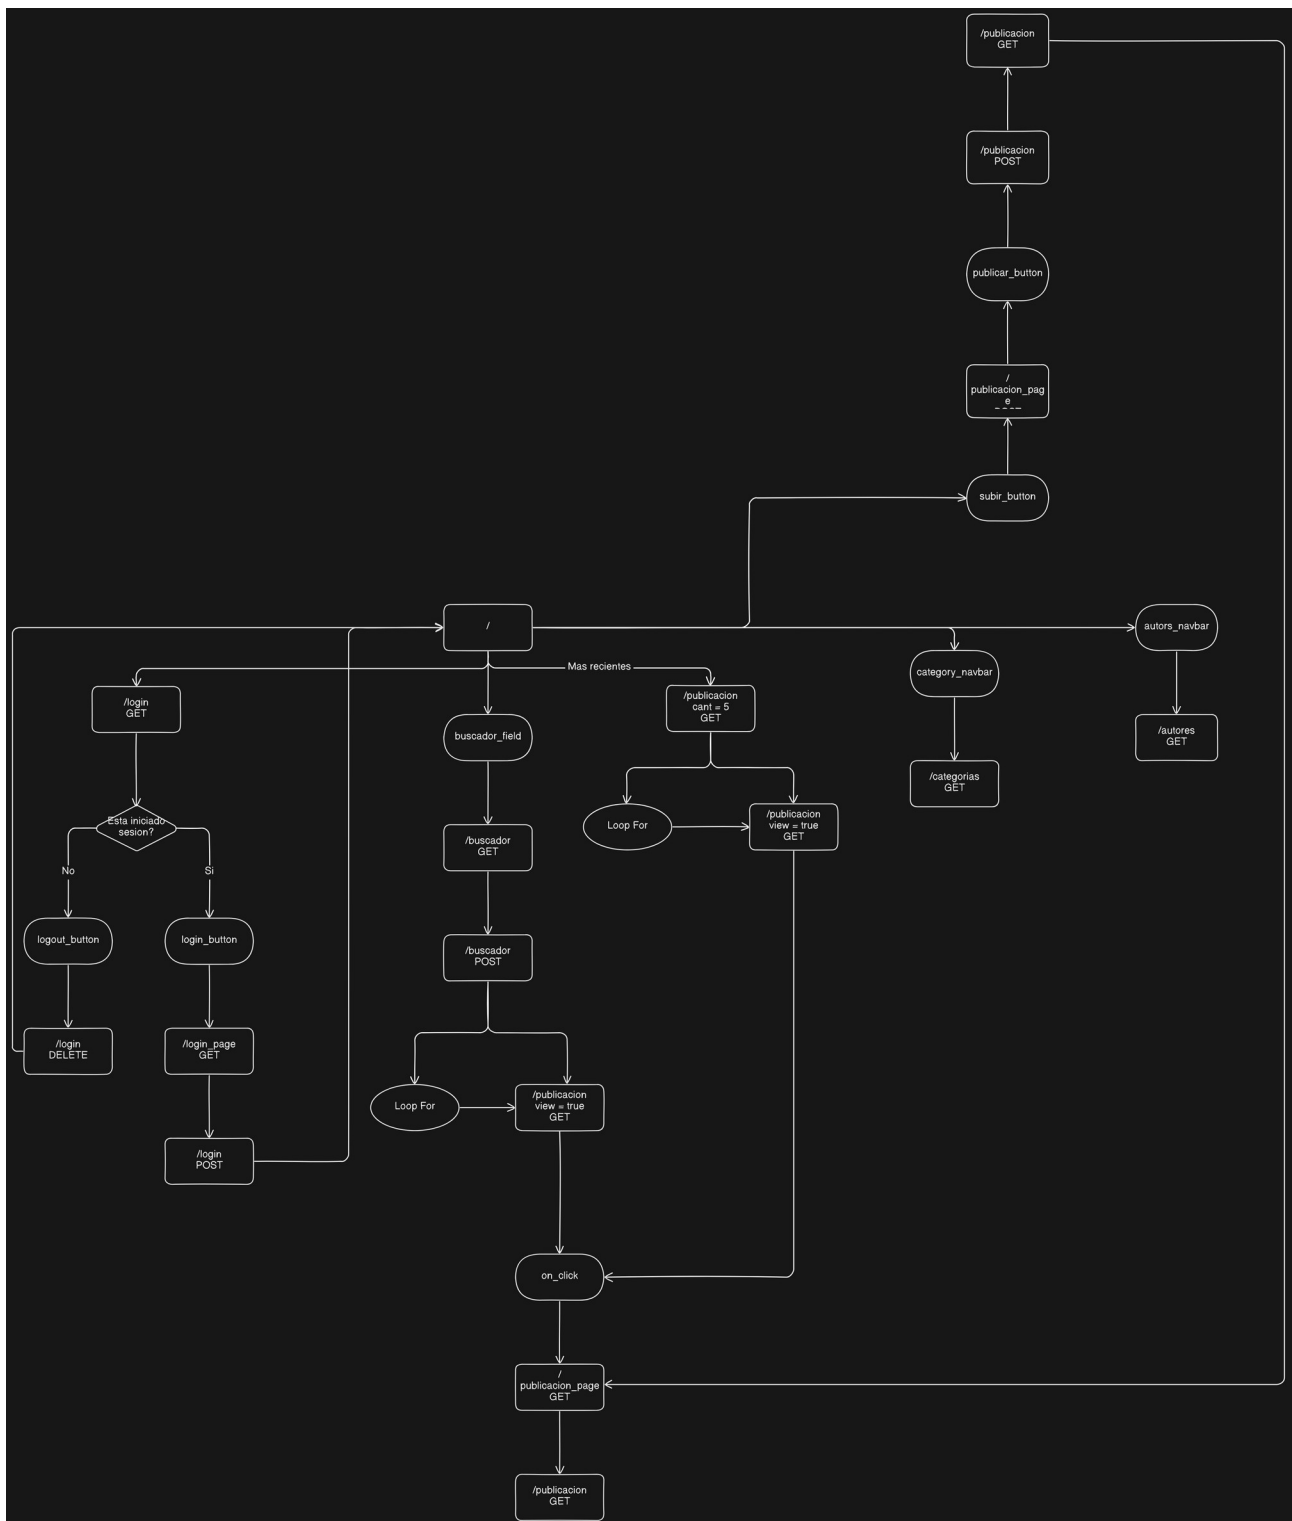 /publicacion
GET
/publicacion
POST
publicar_button
/
publicacion_pag
e
subir_button
/
autors_navbar
Mas recientes
category_navbar
/login
GET
/publicacion
cant = 5
GET
buscador_field
/autores
GET
/categorias
GET
Esta iniciado
sesion?
Loop For
/publicacion
view = true
GET
/buscador
GET
No
Si
logout_button
login_button
/buscador
POST
/login
DELETE
/login_page
GET
Loop For
/publicacion
view = true
GET
/login
POST
on_click
/
publicacion_page
GET
/publicacion
GET